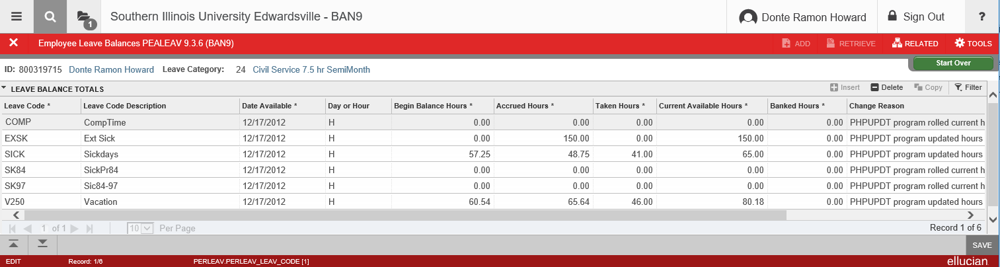 1 Southern Illinois University Edwardsville - BAN9 Donte Ramon Howard Sign Out ?
Employee Leave Balances PEALEAV 9.3.6 (BAN9) ADD RETRIEVE RELATED TOOLS
ID: 800319715 Donte Ramon Howard Leave Category: 24 Civil Service 7.5 hr SemiMonth Start Over
LEAVE BALANCE TOTALS Insert Delete Copy Filter
Leave Code * Leave Code Description Date Available * Day or Hour Begin Balance Hours * Accrued Hours * Taken Hours * Current Available Hours * Banked Hours * Change Reason
COMP CompTime 12/17/2012 H 0.00 0.00 0.00 0.00 0.00 PHPUPDT program rolled current h
EXSK Ext Sick 12/17/2012 H 0.00 150.00 0.00 150.00 0.00 PHPUPDT program updated hours
SICK Sickdays 12/17/2012 H 57.25 48.75 41.00 65.00 0.00 PHPUPDT program updated hours
SK84 SickPr84 12/17/2012 H 0.00 0.00 0.00 0.00 0.00 PHPUPDT program rolled current h
SK97 Sic84-97 12/17/2012 H 0.00 0.00 0.00 0.00 0.00 PHPUPDT program rolled current h
V250 Vacation 12/17/2012 H 60.54 65.64 46.00 80.18 0.00 PHPUPDT program updated hours
1 of 1 10 Per Page Record 1 of 6
SAVE
EDIT Record: 1/6 PERLEAV.PERLEAV_LEAV_CODE [1] ellucian